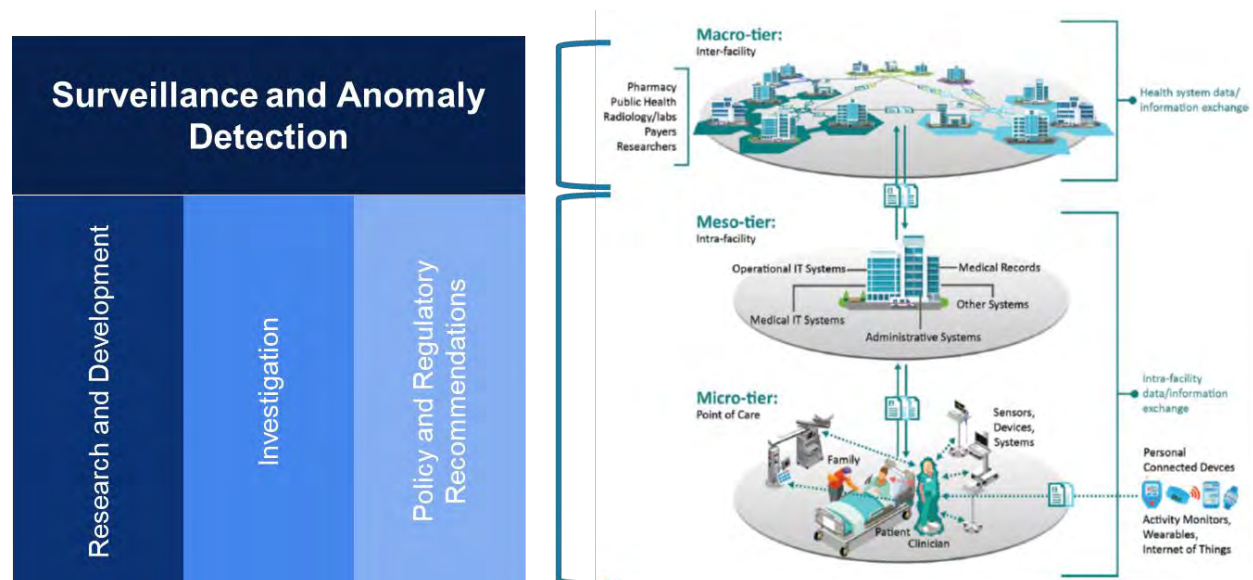 Surveillance and Anomaly
Detection
Research and Development
Investigation
Policy and Regulatory
Recommendations
Macro-tier:
Inter-facility
Pharmacy
Public Health
Radiology/labs
Payers
Researchers
Health system data/
information exchange
Meso-tier:
Intra-facility
Operational IT Systems
Medical Records
Medical IT Systems
Other Systems
Administrative Systems
Intra-facility
data/information
exchange
Micro-tier:
Point of Care
Sensors,
Devices,
Systems
Family
Patient
Clinician
Personal
Connected Devces
Activity Monitors,
Wearables,
Internet of Things